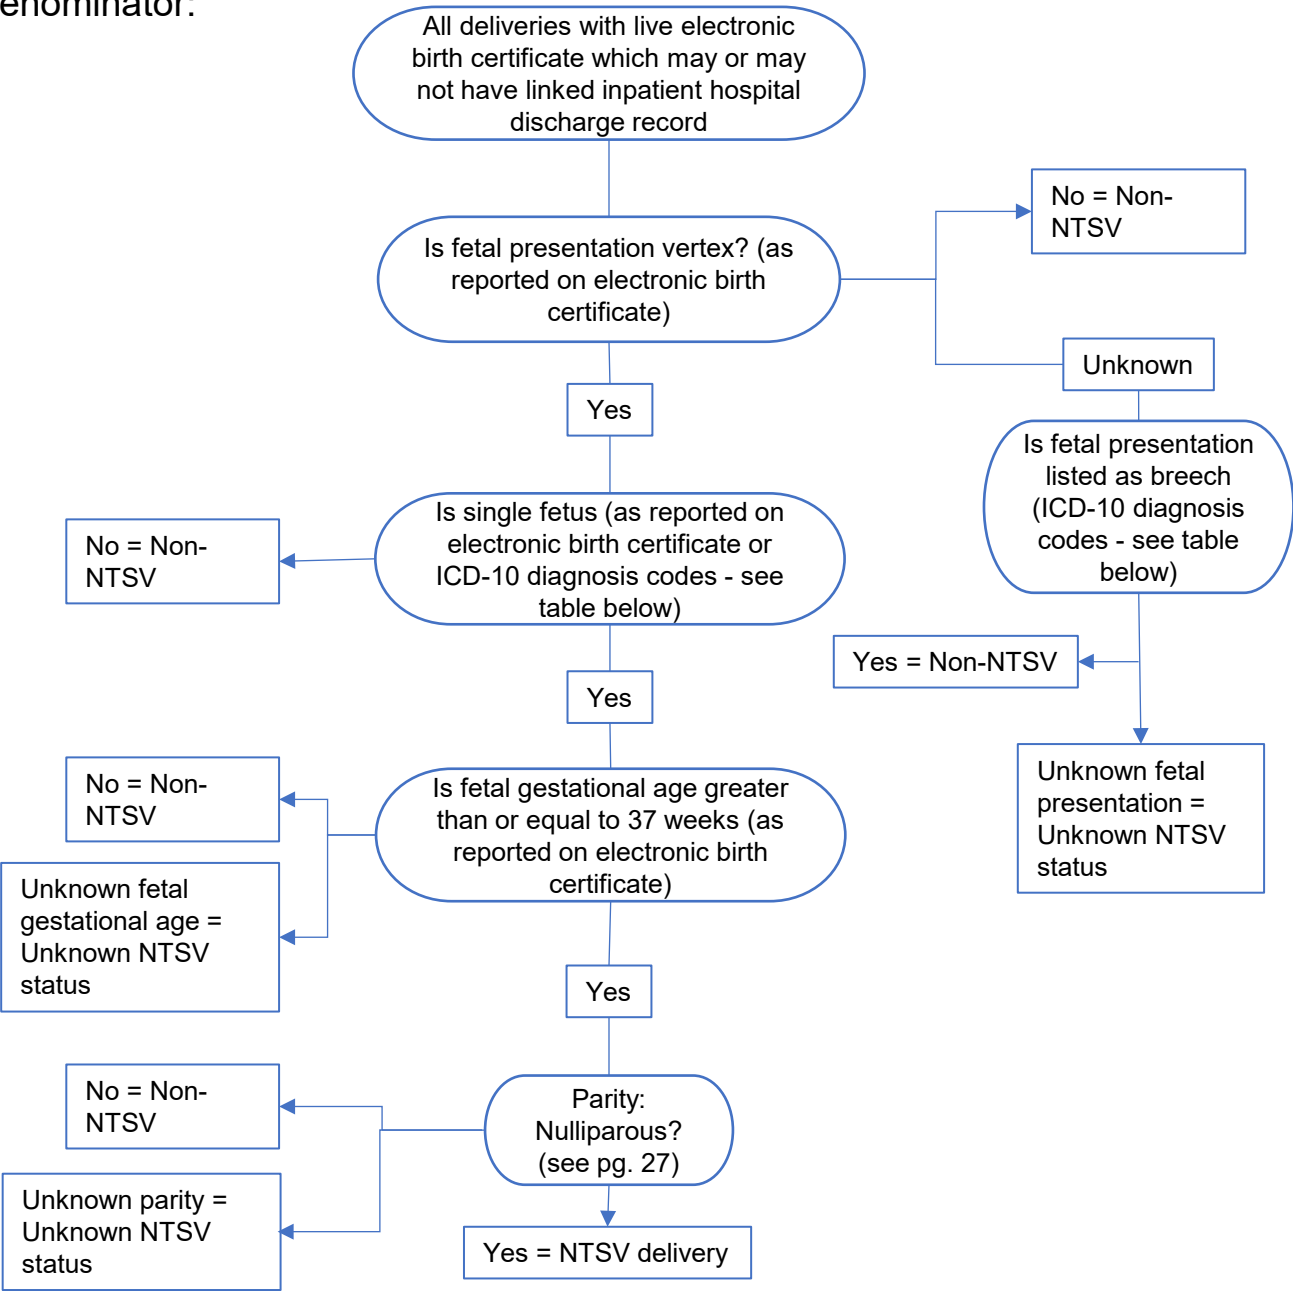 enominator:
All deliveries with live electronic
birth certificate which may or may
not have linked inpatient hospital
discharge record
No = Non-
NTSV
Is fetal presentation vertex? (as
reported on electronic birth
certificate)
Unknown
Yes
Is fetal presentation
listed as breech
(ICD-10 diagnosis
codes - see table
below)
Is single fetus (as reported on
electronic birth certificate or
ICD-10 diagnosis codes - see
table below)
No = Non-
NTSV
Yes = Non-NTSV
Yes
Unknown fetal
presentation =
Unknown NTSV
status
No = Non-
NTSV
Is fetal gestational age greater
than or equal to 37 weeks (as
reported on electronic birth
certificate)
Unknown fetal
gestational age =
Unknown NTSV
status
Yes
No = Non-
NTSV
Parity:
Nulliparous?
(see pg. 27)
Unknown parity =
Unknown NTSV
status
Yes = NTSV delivery